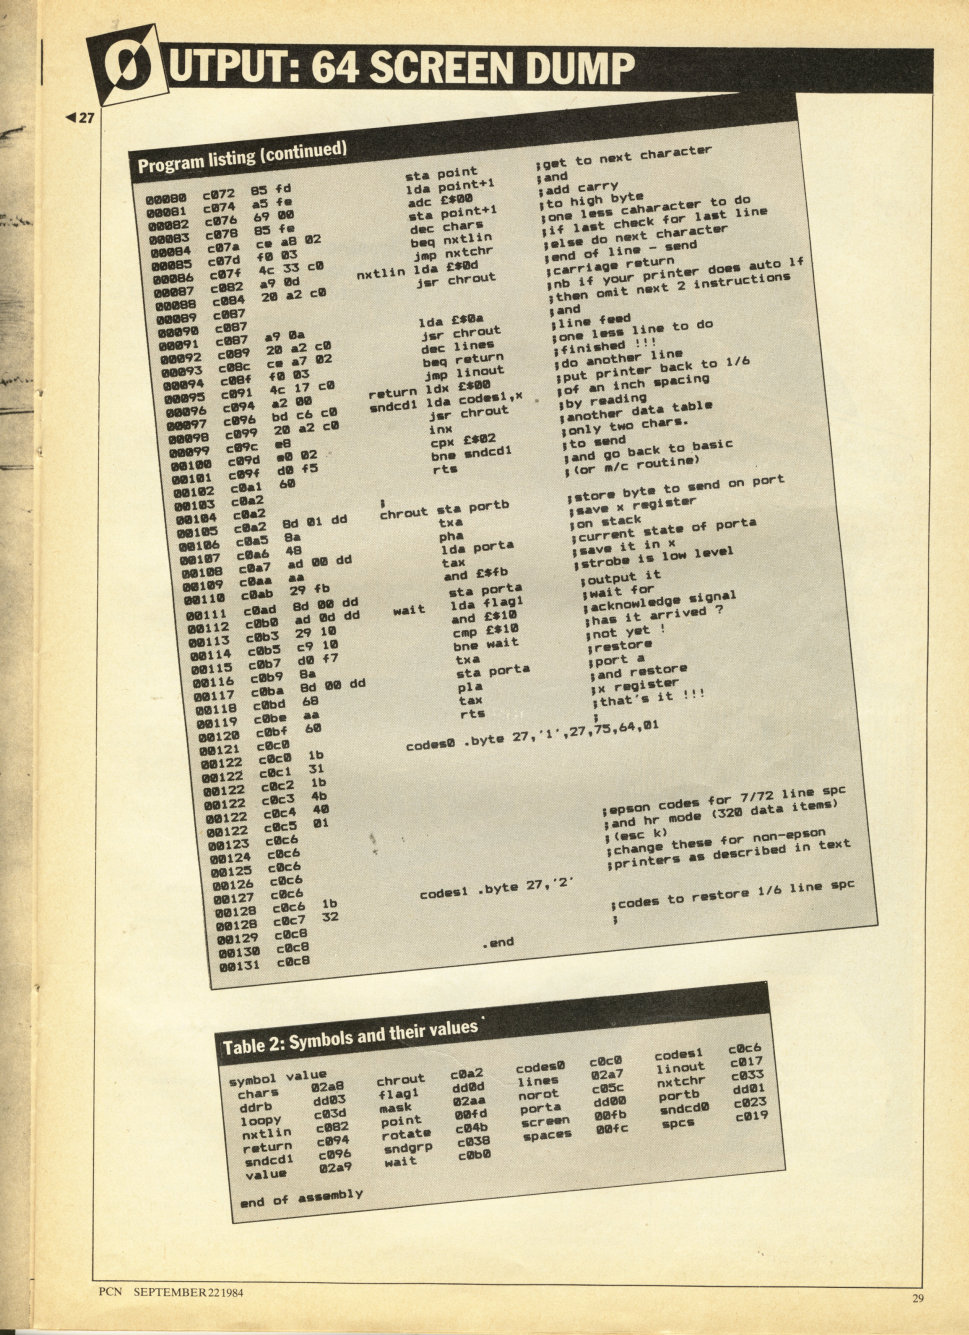 OUTPUT: 64 SCREEN DUMP
◀27
Program listing (continued)
00080 c072 85 fd sta point ;get to next character
00081 c074 a5 fe lda point+1 ;and
00082 c076 69 00 adc £$00 ;add carry
00083 c078 85 fe sta point+1 ;to high byte
00084 c07a ce a8 02 dec chars ;one less caharacter to do
00085 c07d f0 03 beq nxtlin ;if last check for last line
00086 c07f 4c 33 c0 jmp nxtchr ;else do next character
00087 c082 a9 0d nxtlin lda £$0d ;end of line - send
00088 c084 20 a2 c0 jsr chrout ;carriage return
00089 c087 ;nb if your printer does auto lf
00090 c087 ;then omit next 2 instructions
00091 c087 a9 0a lda £$0a ;and
00092 c089 20 a2 c0 jsr chrout ;line feed
00093 c08c ce a7 02 dec lines ;one less line to do
00094 c08f f0 03 beq return ;finished !!!
00095 c091 4c 17 c0 jmp linout ;do another line
00096 c094 a2 00 return ldx £$00 ;put printer back to 1/6
00097 c096 bd c6 c0 sndcd1 lda codes1,x ;of an inch spacing
00098 c099 20 a2 c0 jsr chrout ;by reading
00099 c09c e8 inx ;another data table
00100 c09d e0 02 cpx £$02 ;only two chars.
00101 c09f d0 f5 bne sndcd1 ;to send
00102 c0a1 60 rts ;and go back to basic
00103 c0a2 ;(or m/c routine)
00104 c0a2 ;
00105 c0a2 8d 01 dd chrout sta portb ;store byte to send on port
00106 c0a5 8a txa ;save x register
00107 c0a6 48 pha ;on stack
00108 c0a7 ad 00 dd lda porta ;current state of porta
00109 c0aa aa tax ;save it in x
00110 c0ab 29 fb and £$fb ;strobe is low level
00111 c0ad 8d 00 dd sta porta ;output it
00112 c0b0 ad 0d dd wait lda flag1 ;wait for
00113 c0b3 29 10 and £$10 ;acknowledge signal
00114 c0b5 c9 10 cmp £$10 ;has it arrived ?
00115 c0b7 d0 f7 bne wait ;not yet !
00116 c0b9 8a txa ;restore
00117 c0ba 8d 00 dd sta porta ;port a
00118 c0bd 68 pla ;and restore
00119 c0be aa tax ;x register
00120 c0bf 60 rts ;that's it !!!
00121 c0c0 ;
00122 c0c0 1b codes0 .byte 27,'1',27,75,64,01
00122 c0c1 31
00122 c0c2 1b
00122 c0c3 4b
00122 c0c4 40
00122 c0c5 01
00123 c0c6 ;epson codes for 7/72 line spc
00124 c0c6 ;and hr mode (320 data items)
00125 c0c6 ;(esc k)
00126 c0c6 ;change these for non-epson
00127 c0c6 ;printers as described in text
00128 c0c6 1b codes1 .byte 27,'2'
00128 c0c7 32
00129 c0c8 ;codes to restore 1/6 line spc
00130 c0c8 ;
00131 c0c8 .end
Table 2: Symbols and their values
symbol value
chars 02a8 chrout c0a2 codes0 c0c0 codes1 c0c6
ddrb dd03 flag1 dd0d lines 02a7 linout c017
loopy c03d mask 02aa norot c05c nxtchr c033
nxtlin c082 point 00fd porta dd00 portb dd01
return c094 rotate c04b screen 00fb sndcd0 c023
sndcd1 c096 sndgrp c038 spaces 00fc spcs c019
value 02a9 wait c0b0
end of assembly
PCN SEPTEMBER 22 1984
29